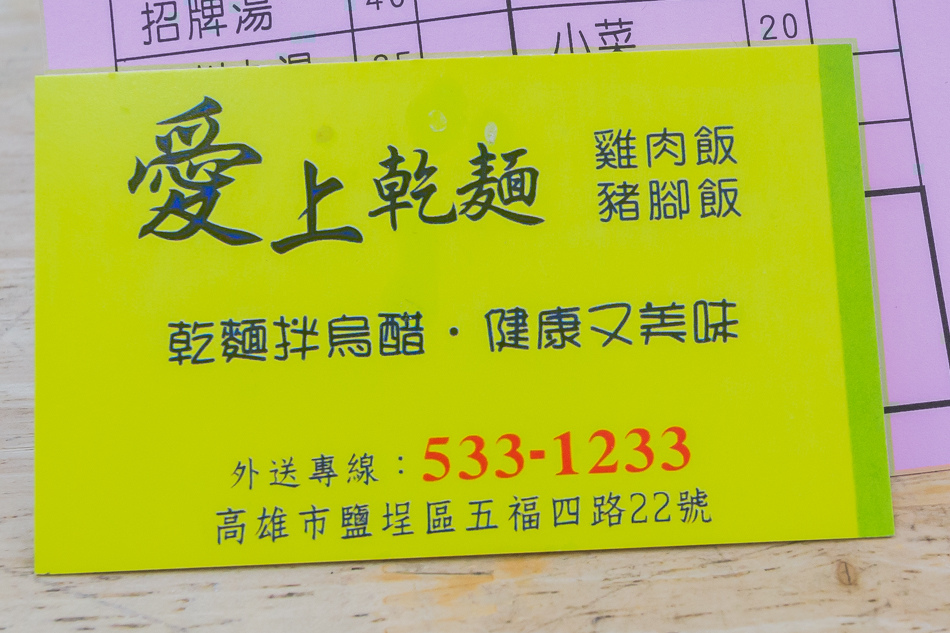 招牌湯 40
小菜 20
愛上乾麵
雞肉飯
豬腳飯
乾麵拌烏醋・健康又美味
外送專線：533-1233
高雄市鹽埕區五福四路22號